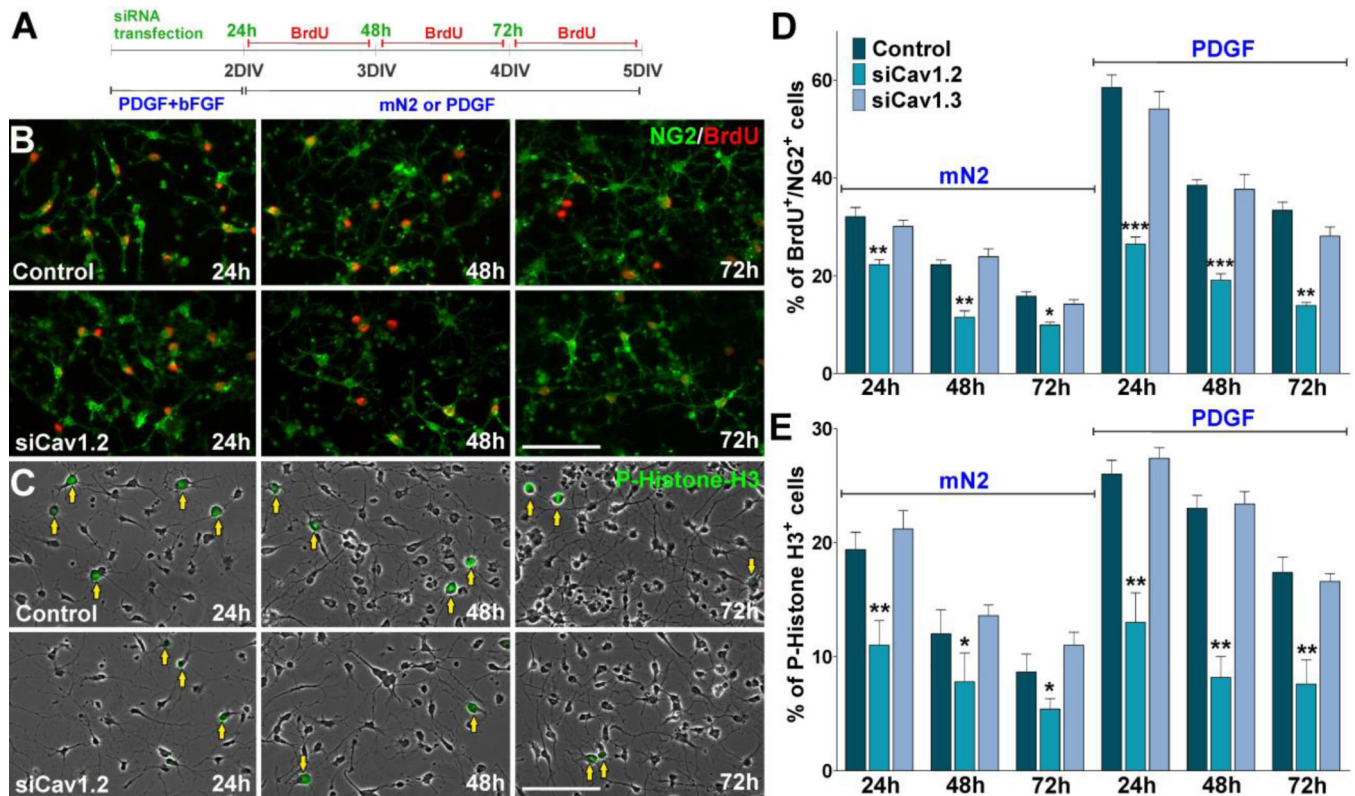 A
siRNA
transfection
24h
BrdU
48h
BrdU
72h
BrdU
2DIV
3DIV
4DIV
5DIV
PDGF+bFGF
mN2 or PDGF
B
NG2/BrdU
Control
24h
48h
72h
siCav1.2
24h
48h
72h
C
P-Histone-H3
Control
24h
48h
72h
siCav1.2
24h
48h
72h
D
Control
siCav1.2
siCav1.3
PDGF
mN2
% of BrdU+/NG2+ cells
60
40
20
0
**
**
*
***
***
**
24h
48h
72h
24h
48h
72h
E
PDGF
mN2
% of P-Histone H3+ cells
30
20
10
0
**
*
*
**
**
**
24h
48h
72h
24h
48h
72h